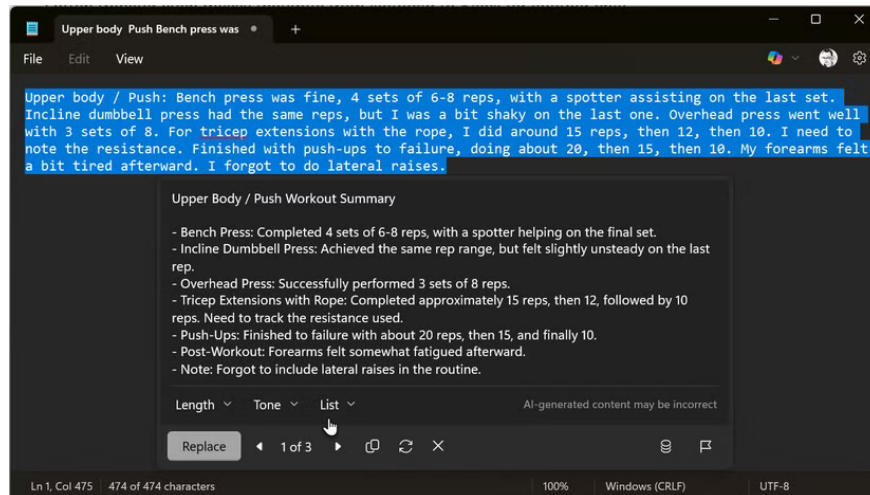 Upper body Push Bench press was
File Edit View
Upper body / Push: Bench press was fine, 4 sets of 6-8 reps, with a spotter assisting on the last set.
Incline dumbbell press had the same reps, but I was a bit shaky on the last one. Overhead press went well
with 3 sets of 8. For tricep extensions with the rope, I did around 15 reps, then 12, then 10. I need to
note the resistance. Finished with push-ups to failure, doing about 20, then 15, then 10. My forearms felt
a bit tired afterward. I forgot to do lateral raises.
Upper Body / Push Workout Summary
- Bench Press: Completed 4 sets of 6-8 reps, with a spotter helping on the final set.
- Incline Dumbbell Press: Achieved the same rep range, but felt slightly unsteady on the last
rep.
- Overhead Press: Successfully performed 3 sets of 8 reps.
- Tricep Extensions with Rope: Completed approximately 15 reps, then 12, followed by 10
reps. Need to track the resistance used.
- Push-Ups: Finished to failure with about 20 reps, then 15, and finally 10.
- Post-Workout: Forearms felt somewhat fatigued afterward.
- Note: Forgot to include lateral raises in the routine.
Length Tone List AI-generated content may be incorrect
Replace 1 of 3
Ln 1, Col 475 474 of 474 characters 100% Windows (CRLF) UTF-8